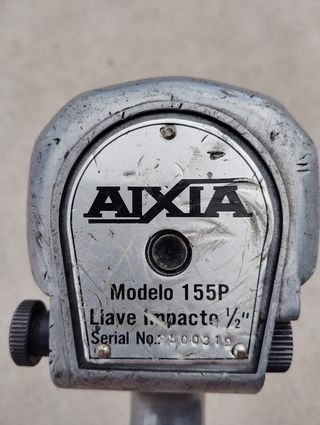 AIXIA
Modelo 155P
Llave Impacto 1/2"
Serial No.: